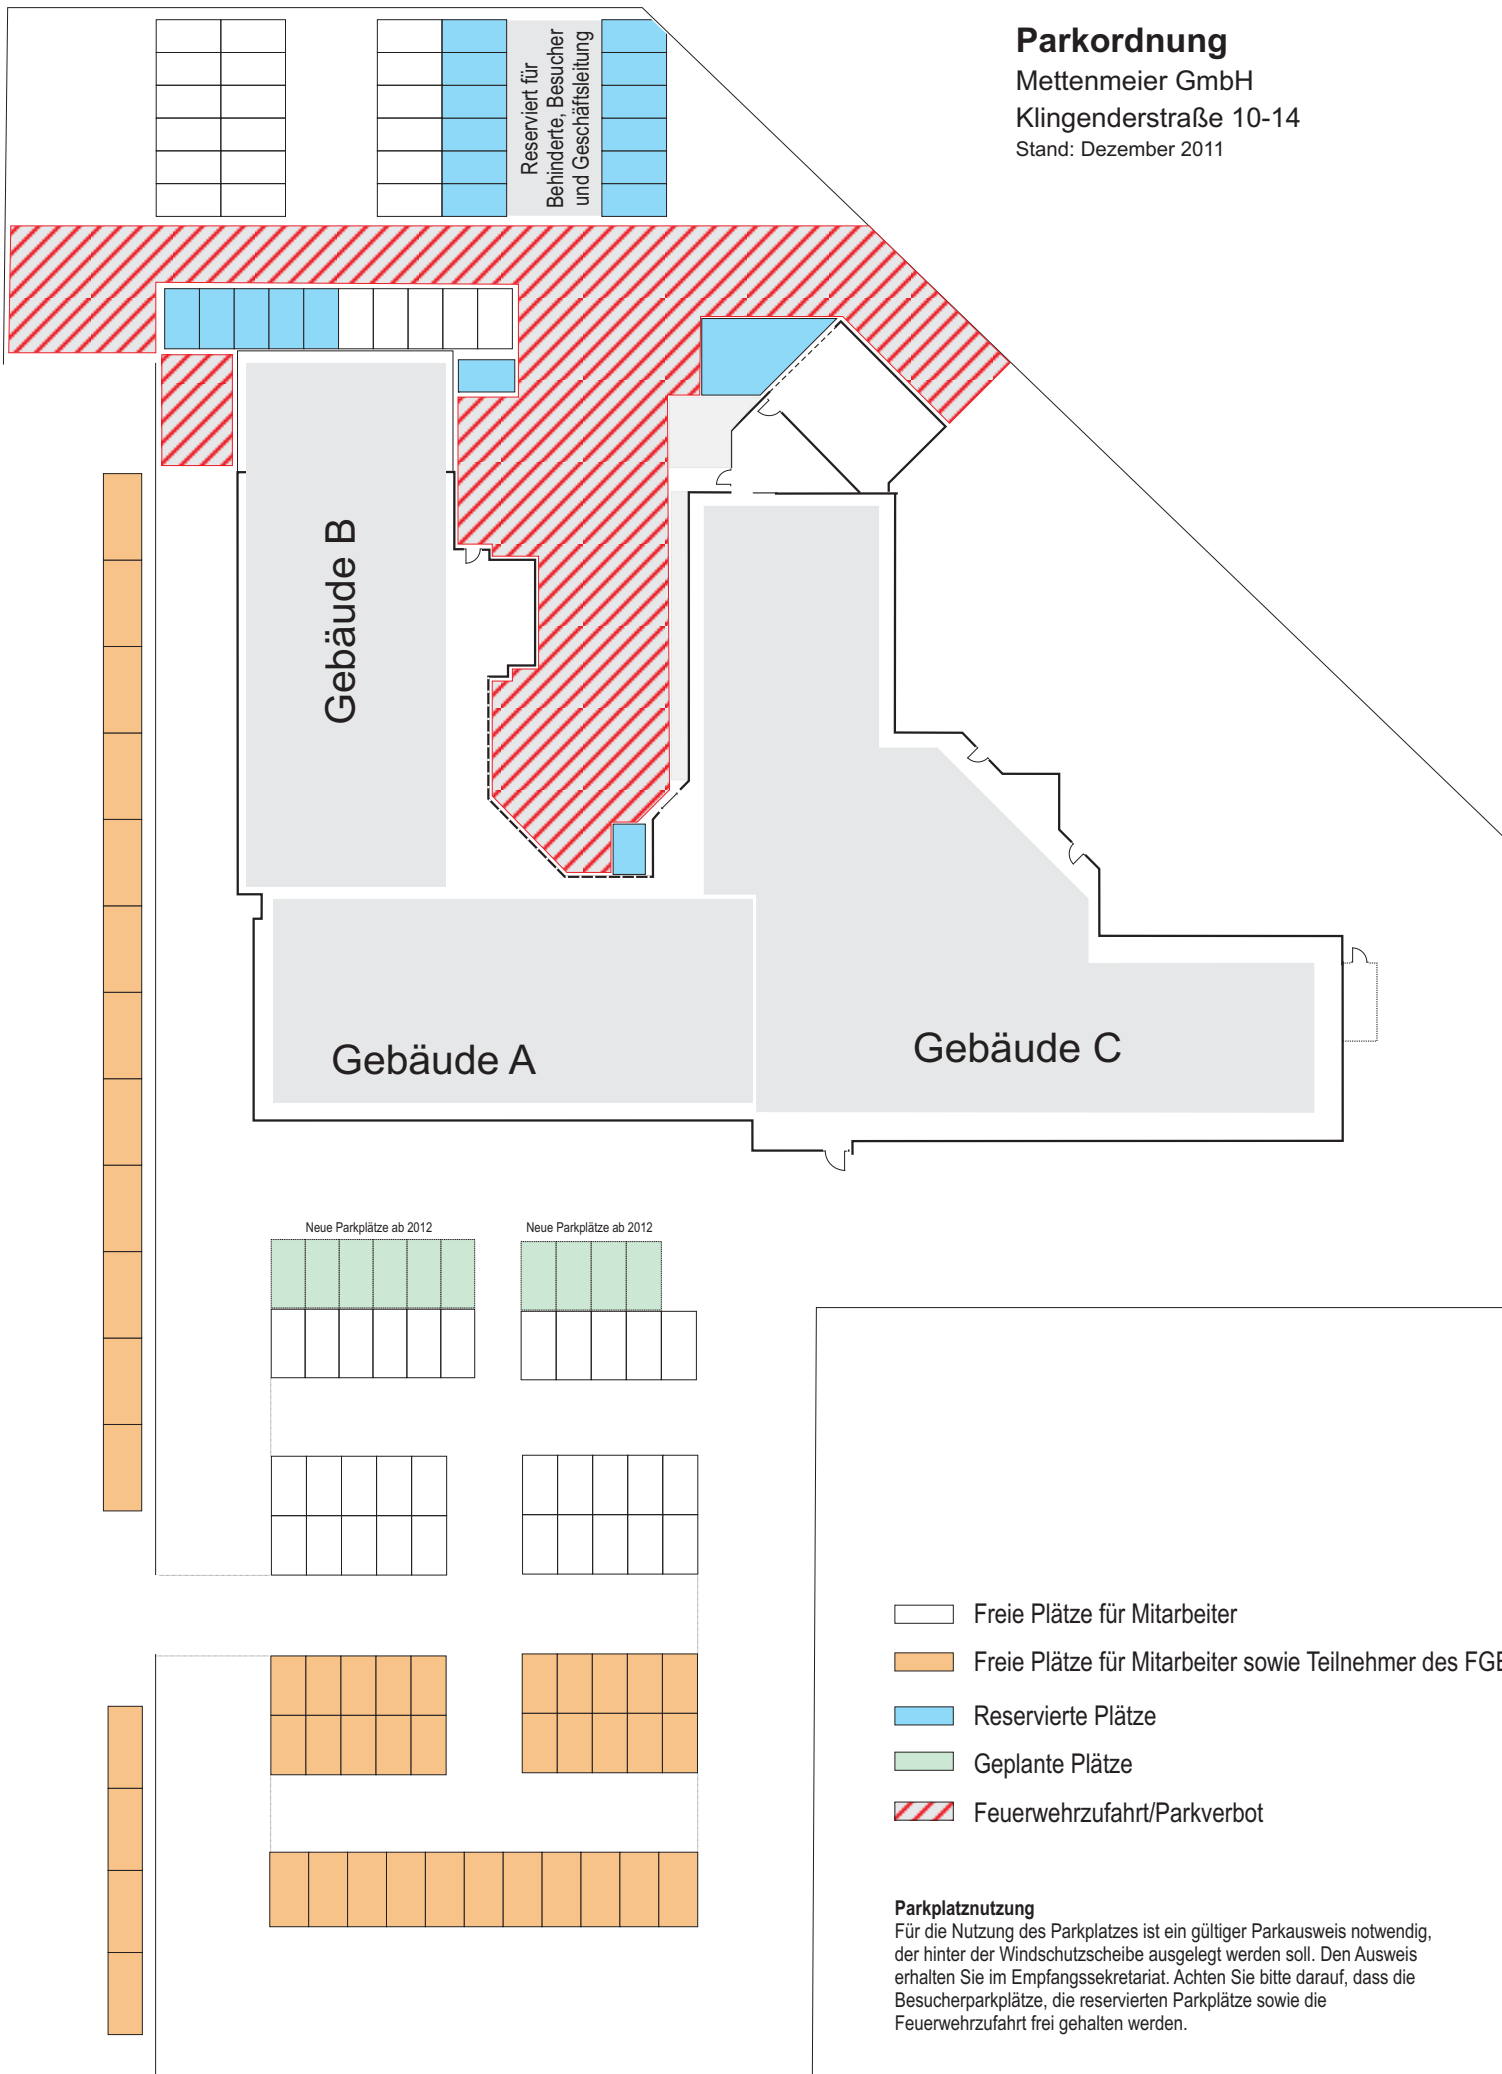 Parkordnung
Mettenmeier GmbH
Klingenderstraße 10-14
Stand: Dezember 2011
Reserviert für
Behinderte, Besucher
und Geschäftsleitung
Gebäude B
Gebäude A
Gebäude C
Neue Parkplätze ab 2012
Neue Parkplätze ab 2012
Freie Plätze für Mitarbeiter
Freie Plätze für Mitarbeiter sowie Teilnehmer des
Reservierte Plätze
Geplante Plätze
Feuerwehrzufahrt/Parkverbot
Parkplatznutzung
Für die Nutzung des Parkplatzes ist ein gültiger Parkausweis notwendig,
der hinter der Windschutzscheibe ausgelegt werden soll. Den Ausweis
erhalten Sie im Empfangssekretariat. Achten Sie bitte darauf, dass die
Besucherparkplätze, die reservierten Parkplätze sowie die
Feuerwehrzufahrt frei gehalten werden.